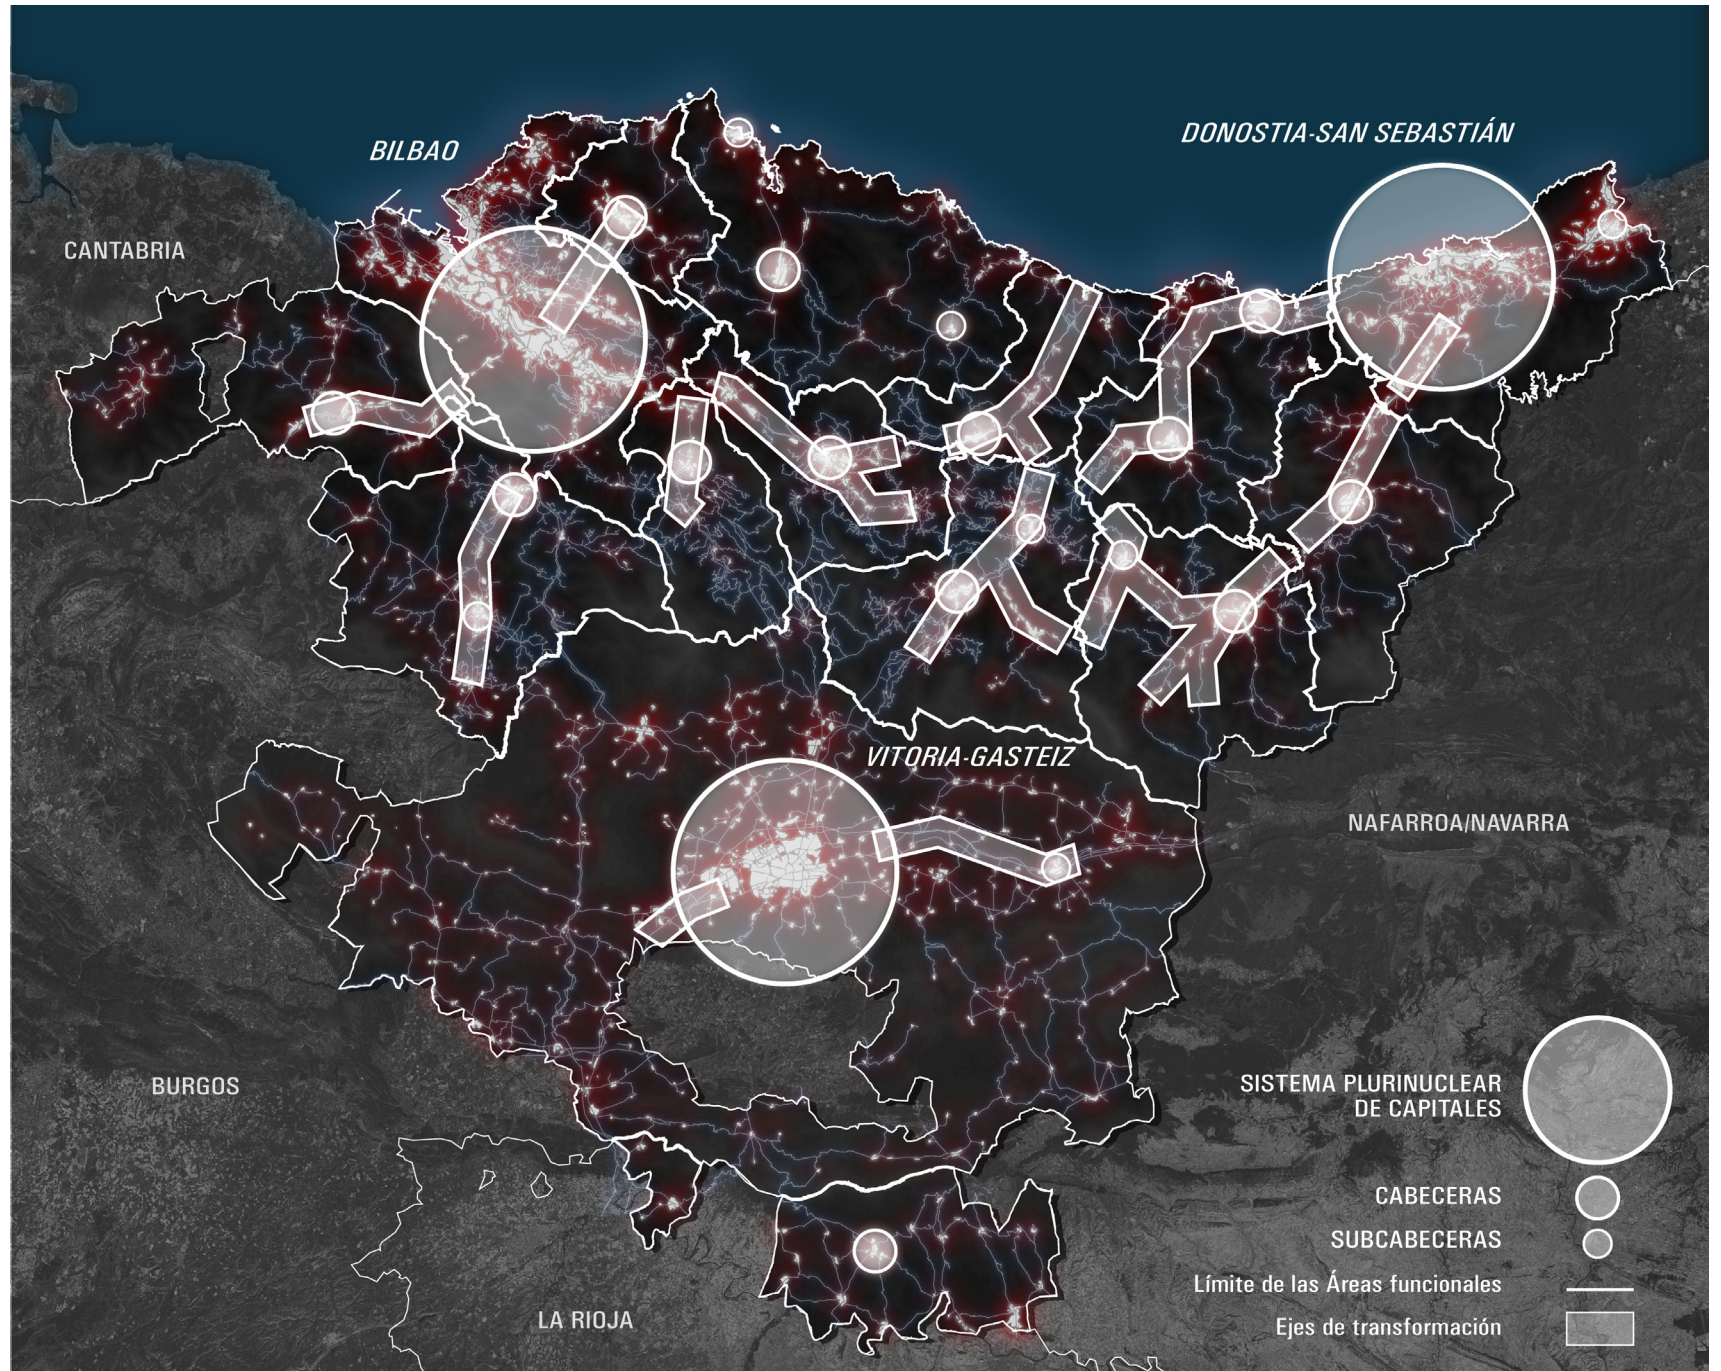 BILBAO
DONOSTIA-SAN SEBASTIÁN
CANTABRIA
VITORIA-GASTEIZ
NAFARROA/NAVARRA
BURGOS
LA RIOJA
SISTEMA PLURINUCLEAR
DE CAPITALES
CABECERAS
SUBCABECERAS
Límite de las Áreas funcionales
Ejes de transformación